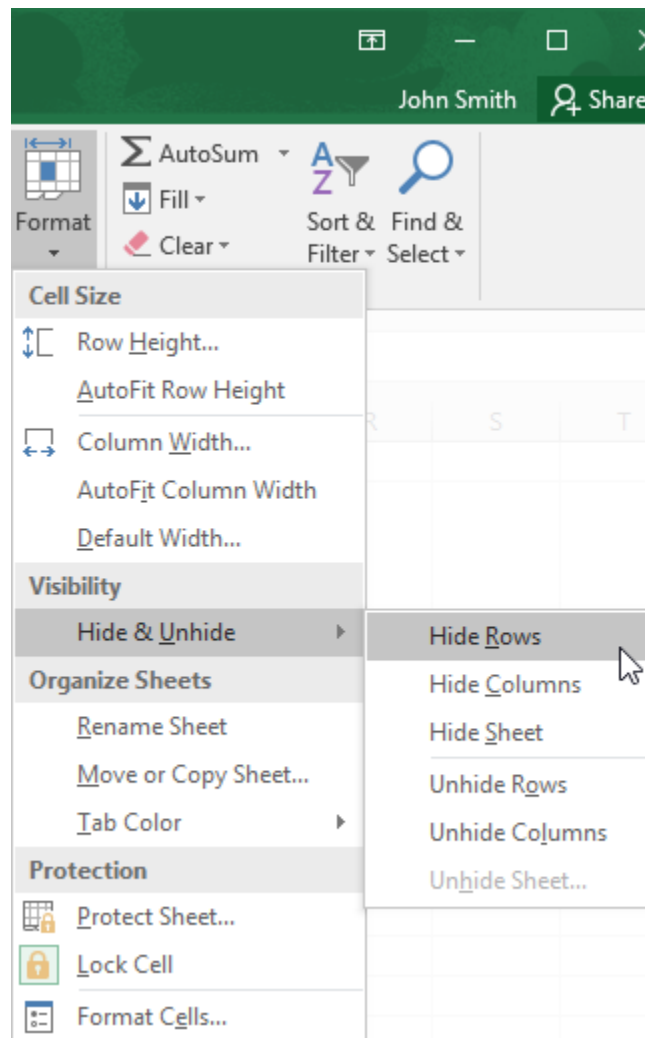 John Smith
Share
AutoSum
Fill
Clear
Format
A
Z
Sort &
Filter
Find &
Select
Cell Size
Row Height...
AutoFit Row Height
Column Width...
AutoFit Column Width
Default Width...
R S T
Visibility
Hide & Unhide
Hide Rows
Hide Columns
Hide Sheet
Unhide Rows
Unhide Columns
Unhide Sheet...
Organize Sheets
Rename Sheet
Move or Copy Sheet...
Tab Color
Protection
Protect Sheet...
Lock Cell
Format Cells...